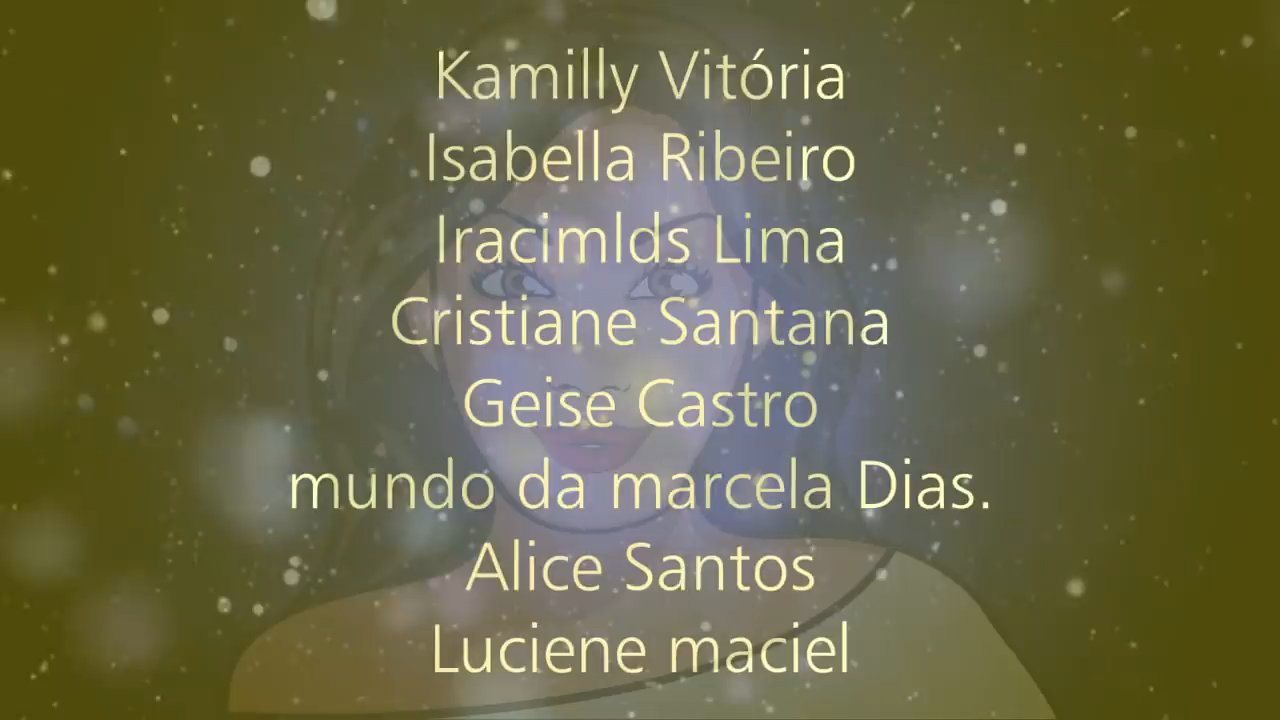 Kamilly Vitória
Isabella Ribeiro
Iracimlds Lima
Cristiane Santana
Geise Castro
mundo da marcela Dias.
Alice Santos
Luciene maciel